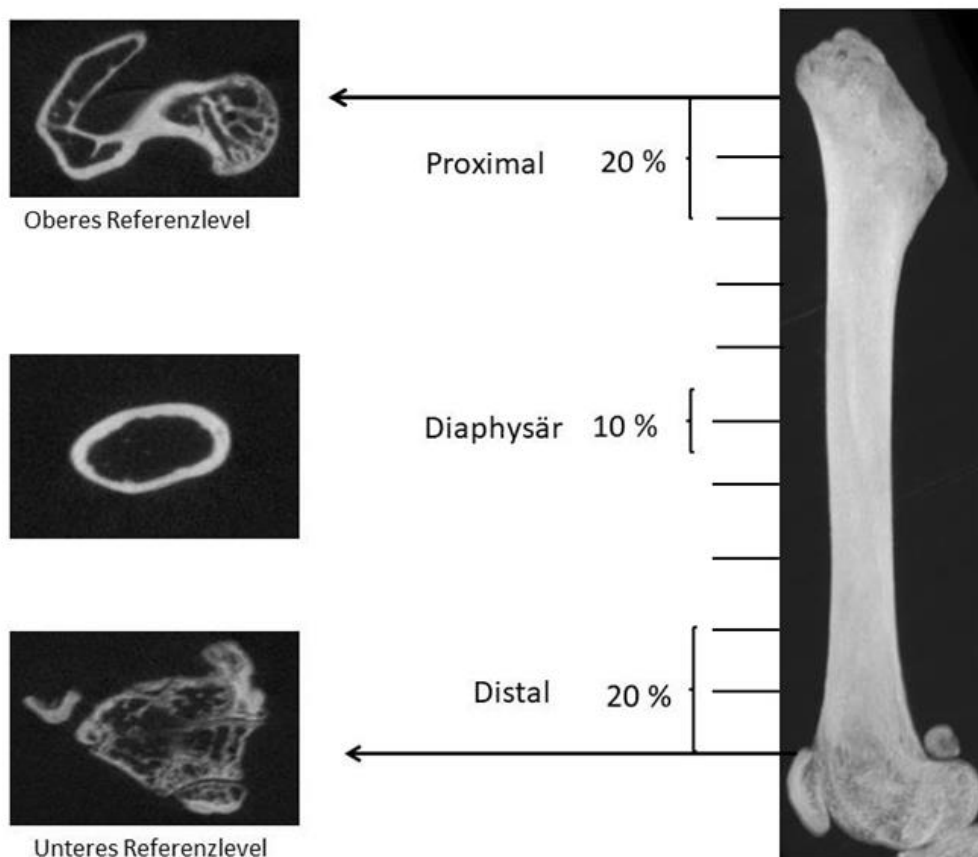 Proximal 20 %
Oberes Referenzlevel
Diaphysär 10 %
Distal 20 %
Unteres Referenzlevel